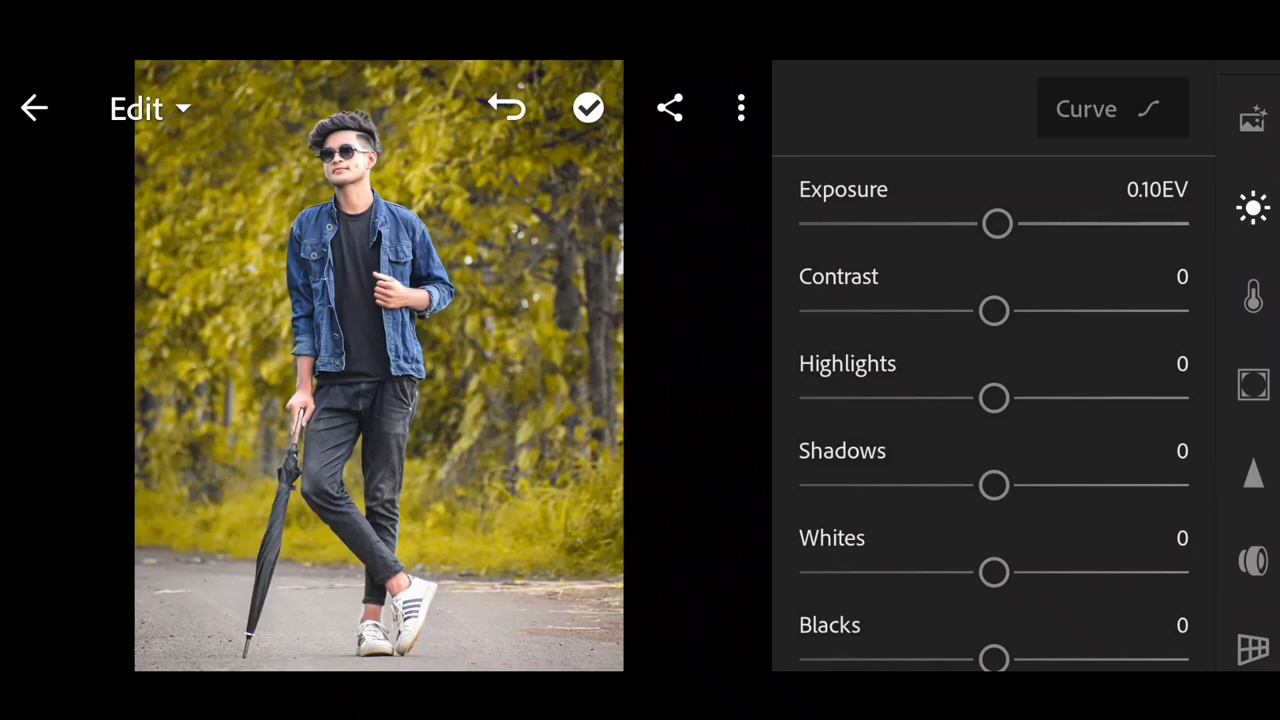 Edit
Curve
Exposure 0.10EV
Contrast 0
Highlights 0
Shadows 0
Whites 0
Blacks 0